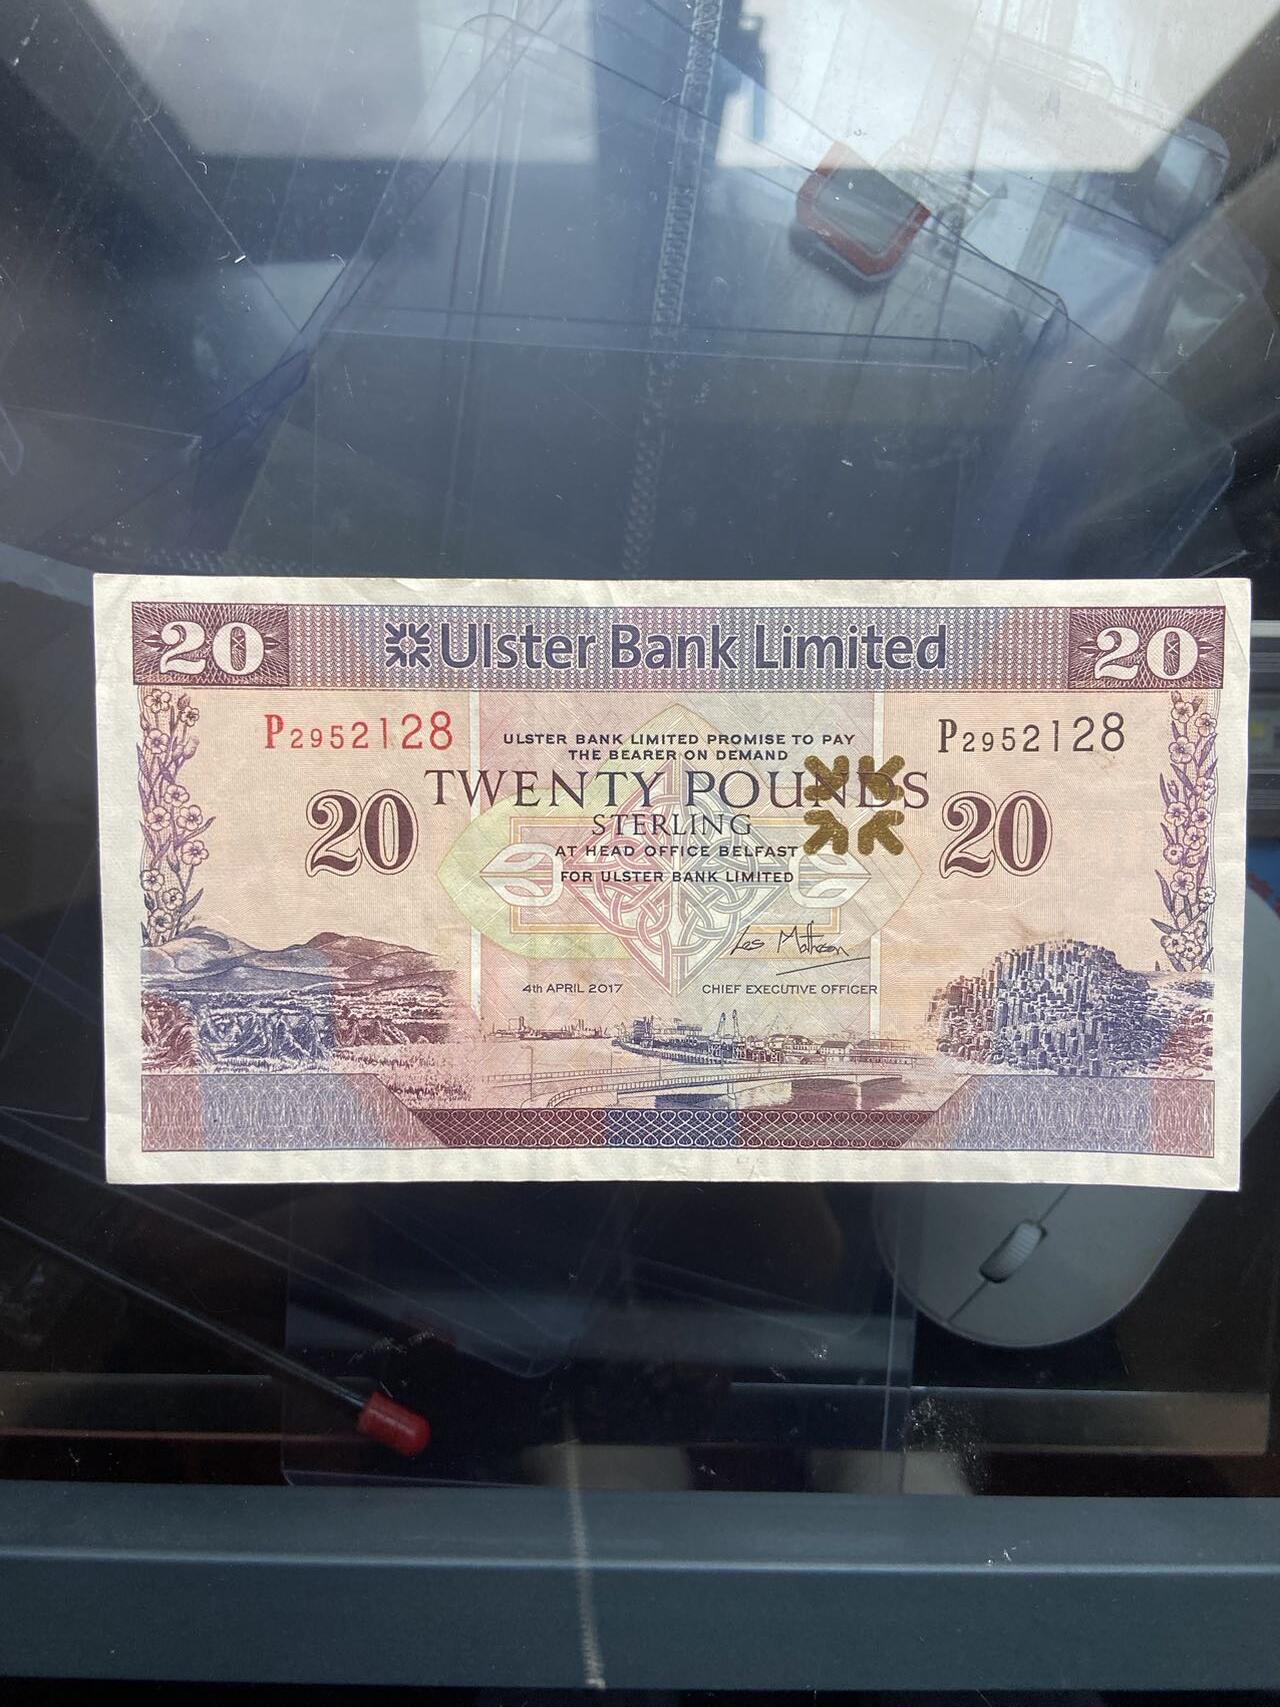 20 Ulster Bank Limited 20
P2952128 P2952128
ULSTER BANK LIMITED PROMISE TO PAY
THE BEARER ON DEMAND
TWENTY POUNDS
20 STERLING 20
AT HEAD OFFICE BELFAST
FOR ULSTER BANK LIMITED
Les Matheson
4th APRIL 2017 CHIEF EXECUTIVE OFFICER